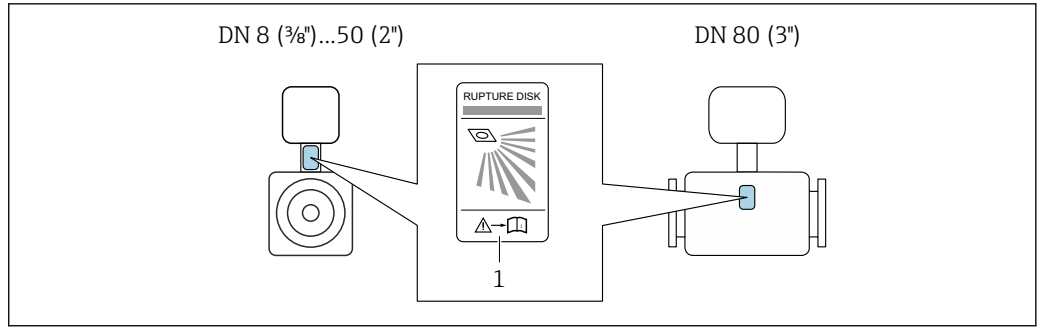 DN 8 (⅜")...50 (2")
DN 80 (3")
RUPTURE DISK
i
1